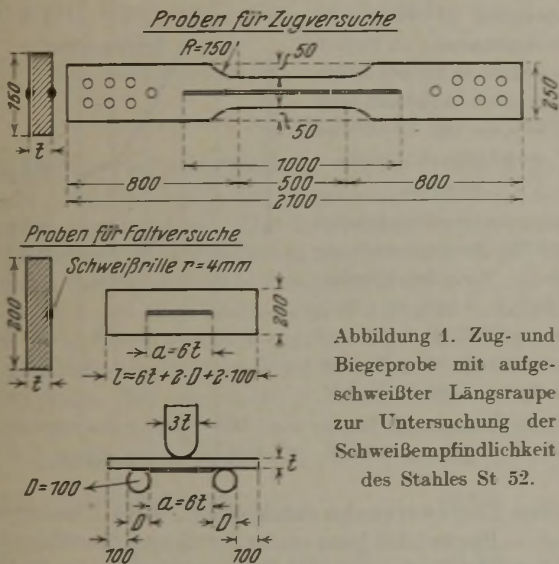 Proben für Zugversuche
R=150
50
150
250
t
50
1000
800
500
800
2100
Proben für Faltversuche
Schweißrille r=4mm
200
200
a=6t
t
l=6t+2·D+2·100
3t
t
D=100
a=6t
D
D
100
100
Abbildung 1. Zug- und
Biegeprobe mit aufge-
schweißter Längsraupe
zur Untersuchung der
Schweißempfindlichkeit
des Stahles St 52.